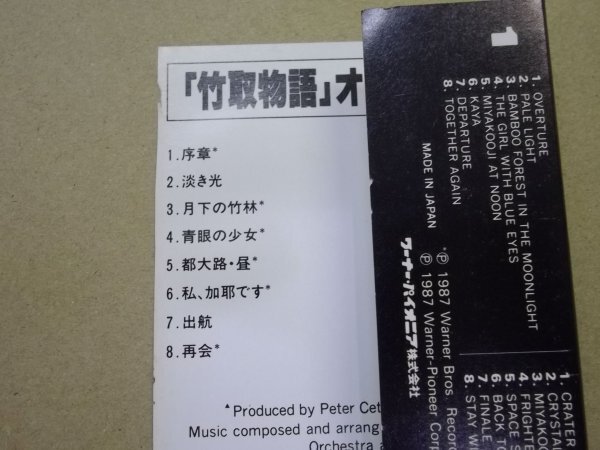 「竹取物語」オ
1.序章*
2.淡き光
3.月下の竹林*
4.青眼の少女*
5.都大路・昼*
6.私、加耶です*
7.出航
8.再会*
*Produced by Peter Cet
Music composed and arrang
Orchestra a
1
1. OVERTURE
2. PALE LIGHT
3. BAMBOO FOREST IN THE MOONLIGHT
4. THE GIRL WITH BLUE EYES
5. MIYAKOOJI AT NOON
6. KAYA
7. DEPARTURE
8. TOGETHER AGAIN
MADE IN JAPAN
*Ⓟ 1987 Warner Bros. Record
Ⓟ 1987 Warner-Pioneer Corp
ワーナー・パイオニア株式会社
1. CRATER
2. CRYSTAL
3. MIYAKO
4. FRIGHTE
5. SPACE S
6. BACK TO
7. FINALE
8. STAY WI